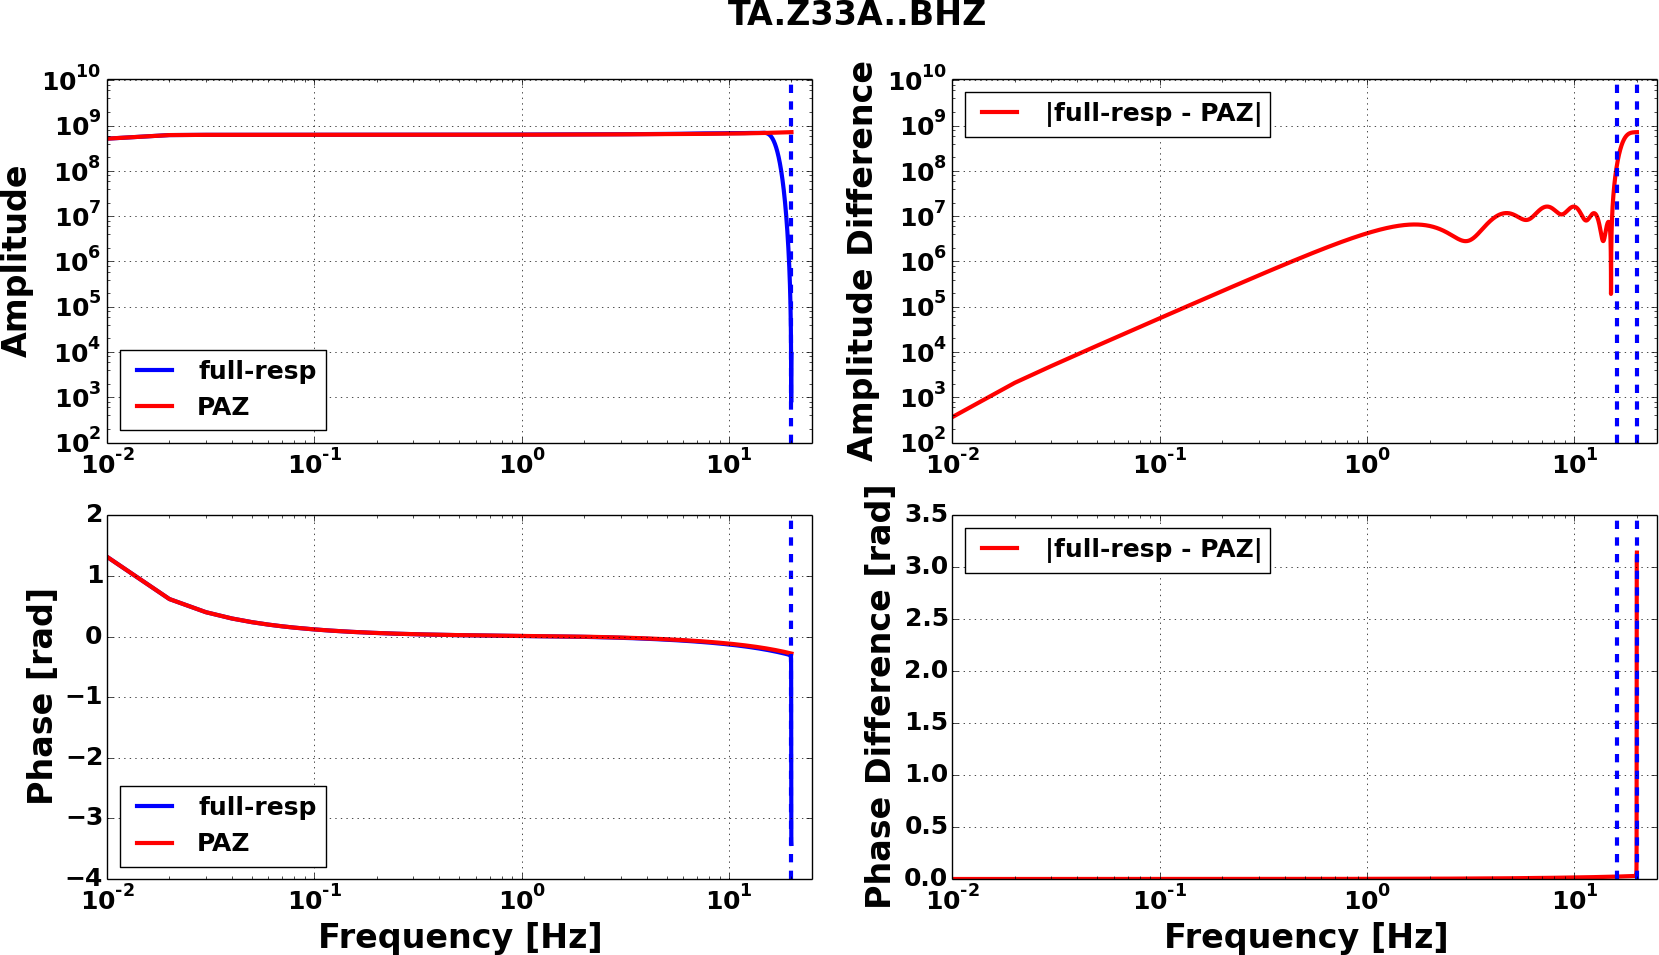 TA.Z33A..BHZ
Amplitude
10^10
10^9
10^8
10^7
10^6
10^5
10^4
10^3
10^2
full-resp
PAZ
10^-2 10^-1 10^0 10^1
Amplitude Difference
10^10
10^9
10^8
10^7
10^6
10^5
10^4
10^3
10^2
|full-resp - PAZ|
10^-2 10^-1 10^0 10^1
Phase [rad]
2
1
0
−1
−2
−3
−4
full-resp
PAZ
10^-2 10^-1 10^0 10^1
Frequency [Hz]
Phase Difference [rad]
3.5
3.0
2.5
2.0
1.5
1.0
0.5
0.0
|full-resp - PAZ|
10^-2 10^-1 10^0 10^1
Frequency [Hz]